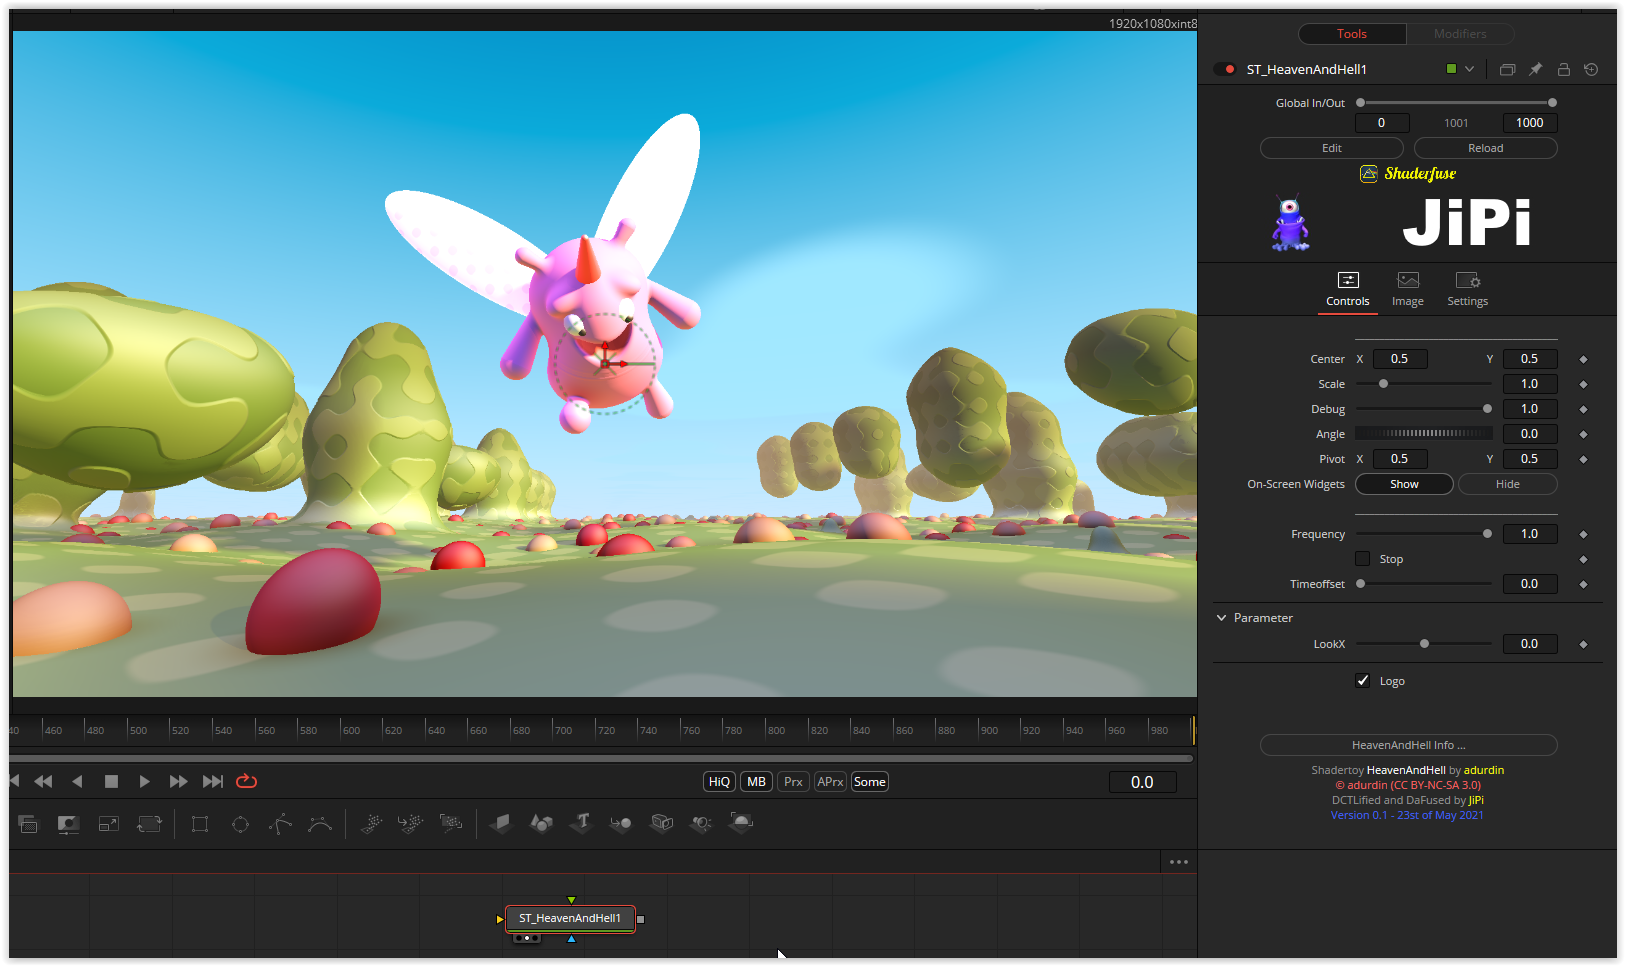 1920x1080xint8
Tools
Modifiers
ST_HeavenAndHell1
Global In/Out
0 1001 1000
Edit Reload
Shaderfuse
JiPi
Controls Image Settings
Center X 0.5 Y 0.5
Scale 1.0
Debug 1.0
Angle 0.0
Pivot X 0.5 Y 0.5
On-Screen Widgets Show Hide
Frequency 1.0
Stop
Timeoffset 0.0
Parameter
LookX 0.0
Logo
HeavenAndHell Info ...
Shadertoy HeavenAndHell by adurdin
© adurdin (CC BY-NC-SA 3.0)
DCTLified and DaFused by JiPi
Version 0.1 - 23st of May 2021
460 480 500 520 540 560 580 600 620 640 660 680 700 720 740 760 780 800 820 840 860 880 900 920 940 960 980
HiQ MB Prx APrx Some 0.0
ST_HeavenAndHell1